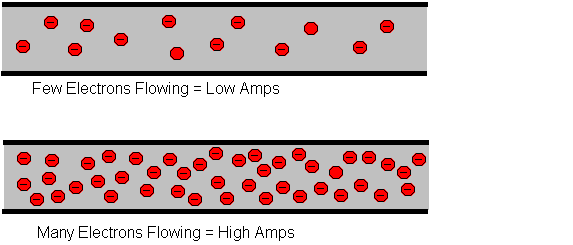 Few Electrons Flowing = Low Amps
Many Electrons Flowing = High Amps